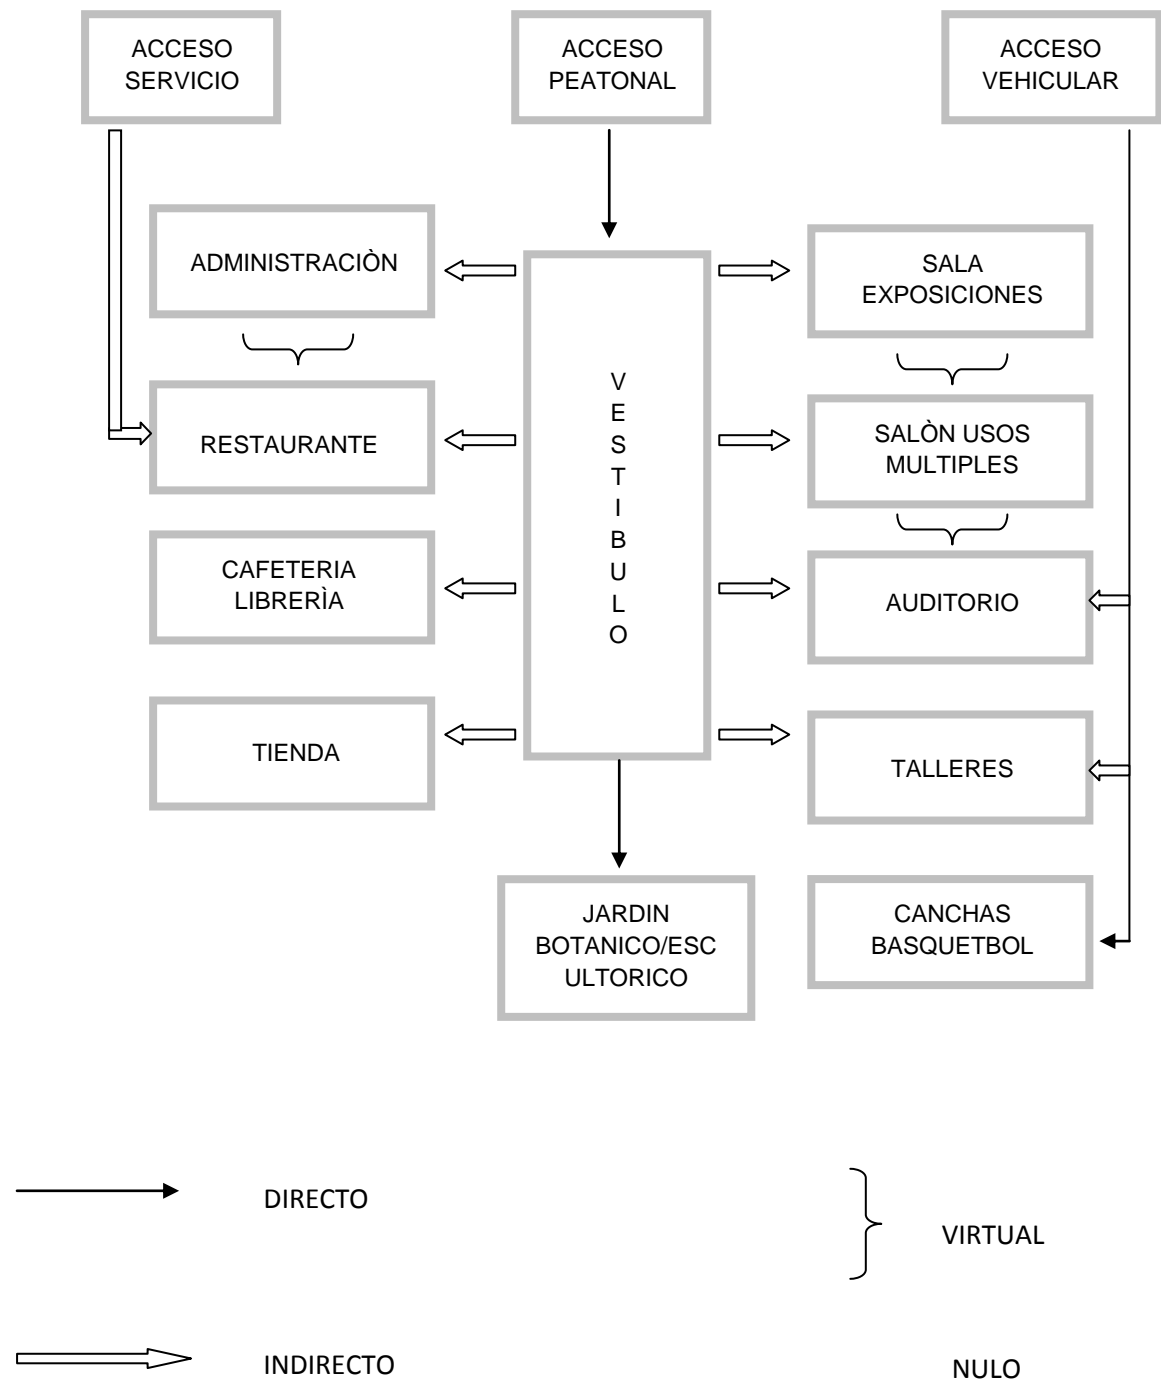 ACCESO
SERVICIO
ACCESO
PEATONAL
ACCESO
VEHICULAR
ADMINISTRACIÒN
SALA
EXPOSICIONES
V
E
S
T
I
B
U
L
O
RESTAURANTE
SALÒN USOS
MULTIPLES
CAFETERIA
LIBRERÌA
AUDITORIO
TIENDA
TALLERES
JARDIN
BOTANICO/ESC
ULTORICO
CANCHAS
BASQUETBOL
DIRECTO
VIRTUAL
INDIRECTO
NULO